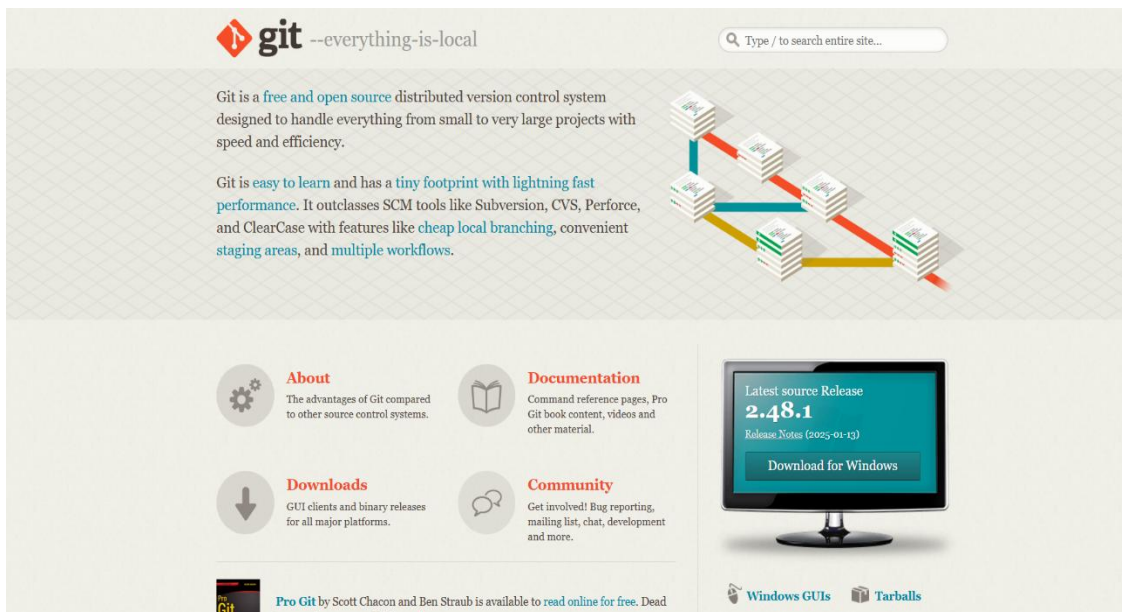 git --everything-is-local
Type / to search entire site...
Git is a free and open source distributed version control system
designed to handle everything from small to very large projects with
speed and efficiency.
Git is easy to learn and has a tiny footprint with lightning fast
performance. It outclasses SCM tools like Subversion, CVS, Perforce,
and ClearCase with features like cheap local branching, convenient
staging areas, and multiple workflows.
About
The advantages of Git compared
to other source control systems.
Documentation
Command reference pages, Pro
Git book content, videos and
other material.
Downloads
GUI clients and binary releases
for all major platforms.
Community
Get involved! Bug reporting,
mailing list, chat, development
and more.
Latest source Release
2.48.1
Release Notes (2025-01-13)
Download for Windows
Pro
Git
Pro Git by Scott Chacon and Ben Straub is available to read online for free. Dead
Windows GUIs
Tarballs